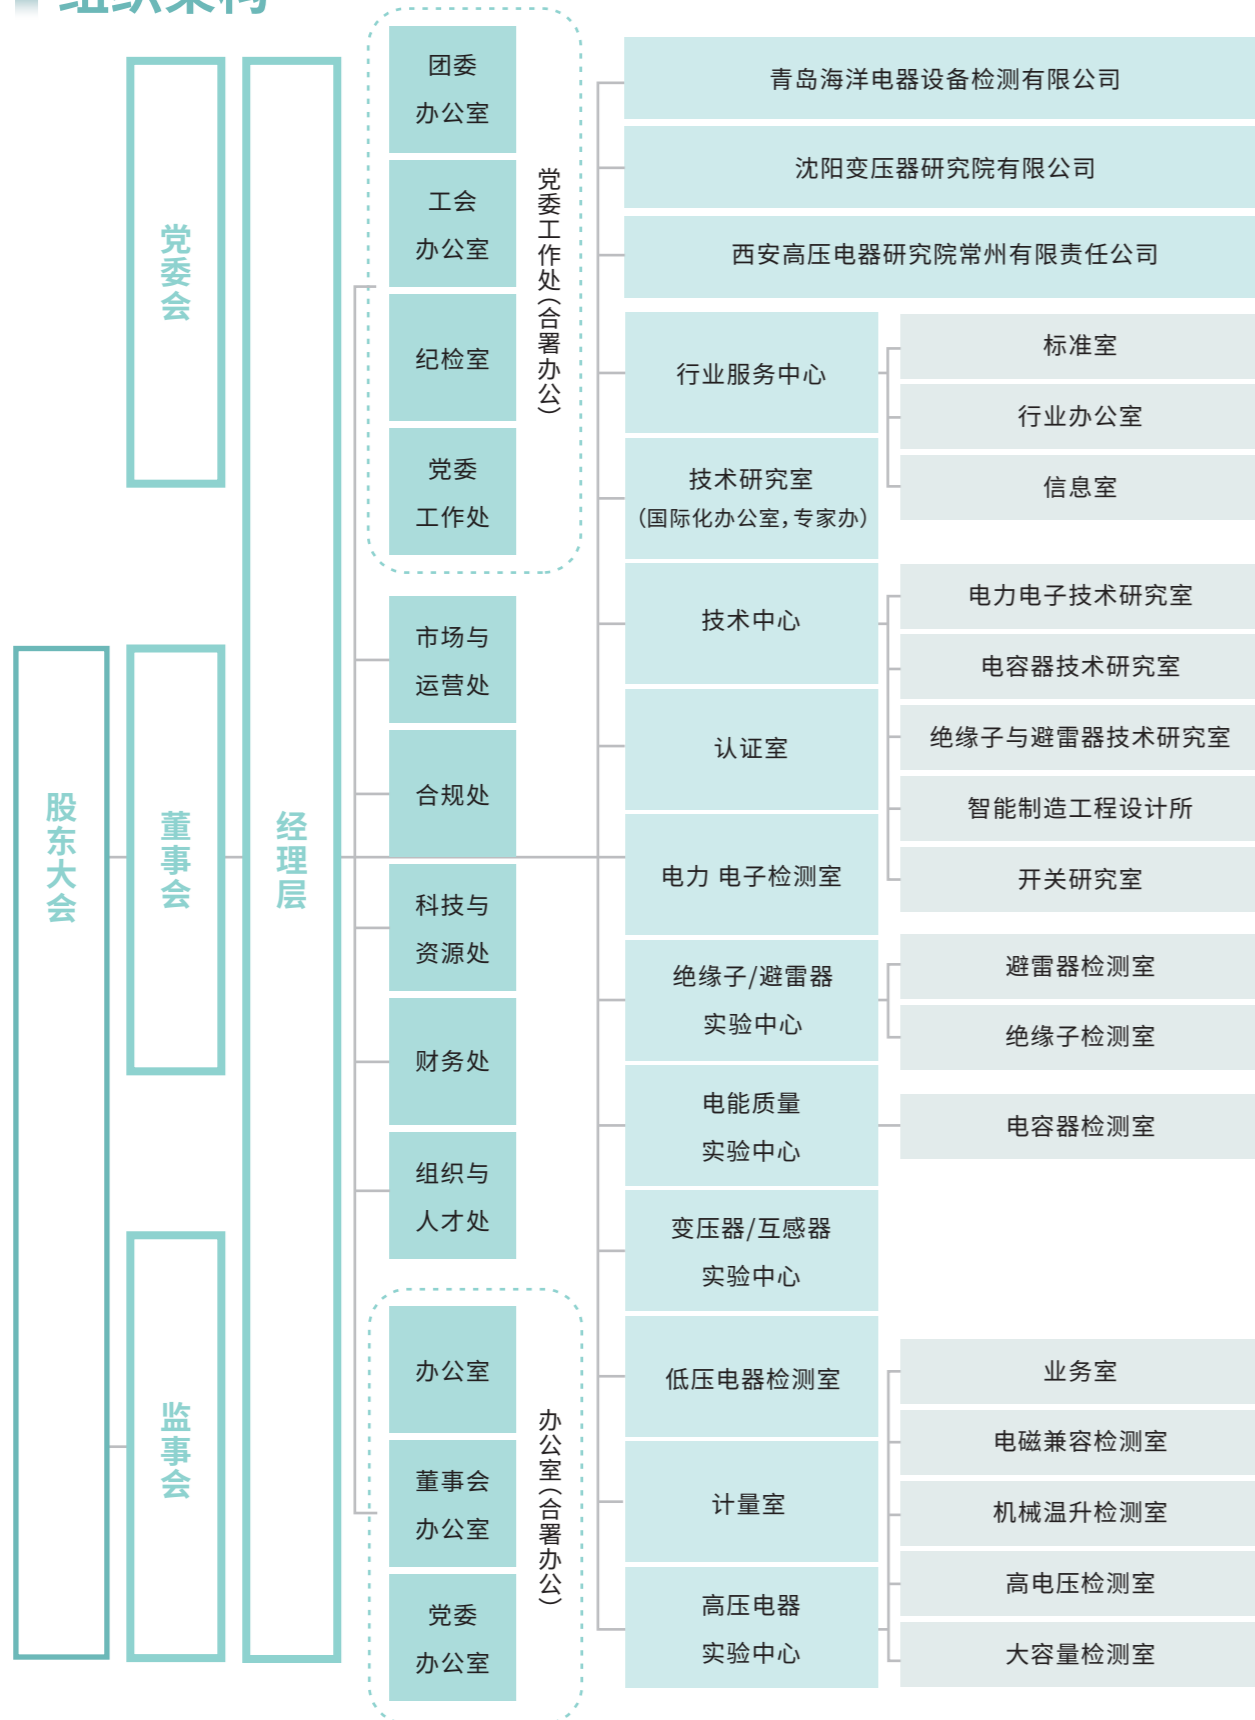 组织架构
党委会
股东大会
董事会
监事会
经理层
团委
办公室
工会
办公室
纪检室
党委
工作处
党委工作处（合署办公）
市场与
运营处
合规处
科技与
资源处
财务处
组织与
人才处
办公室
董事会
办公室
党委
办公室
办公室（合署办公）
青岛海洋电器设备检测有限公司
沈阳变压器研究院有限公司
西安高压电器研究院常州有限责任公司
行业服务中心
标准室
行业办公室
信息室
技术研究室
（国际化办公室，专家办）
技术中心
电力电子技术研究室
电容器技术研究室
绝缘子与避雷器技术研究室
智能制造工程设计所
开关研究室
认证室
电力 电子检测室
绝缘子/避雷器
实验中心
避雷器检测室
绝缘子检测室
电能质量
实验中心
电容器检测室
变压器/互感器
实验中心
低压电器检测室
计量室
高压电器
实验中心
业务室
电磁兼容检测室
机械温升检测室
高电压检测室
大容量检测室